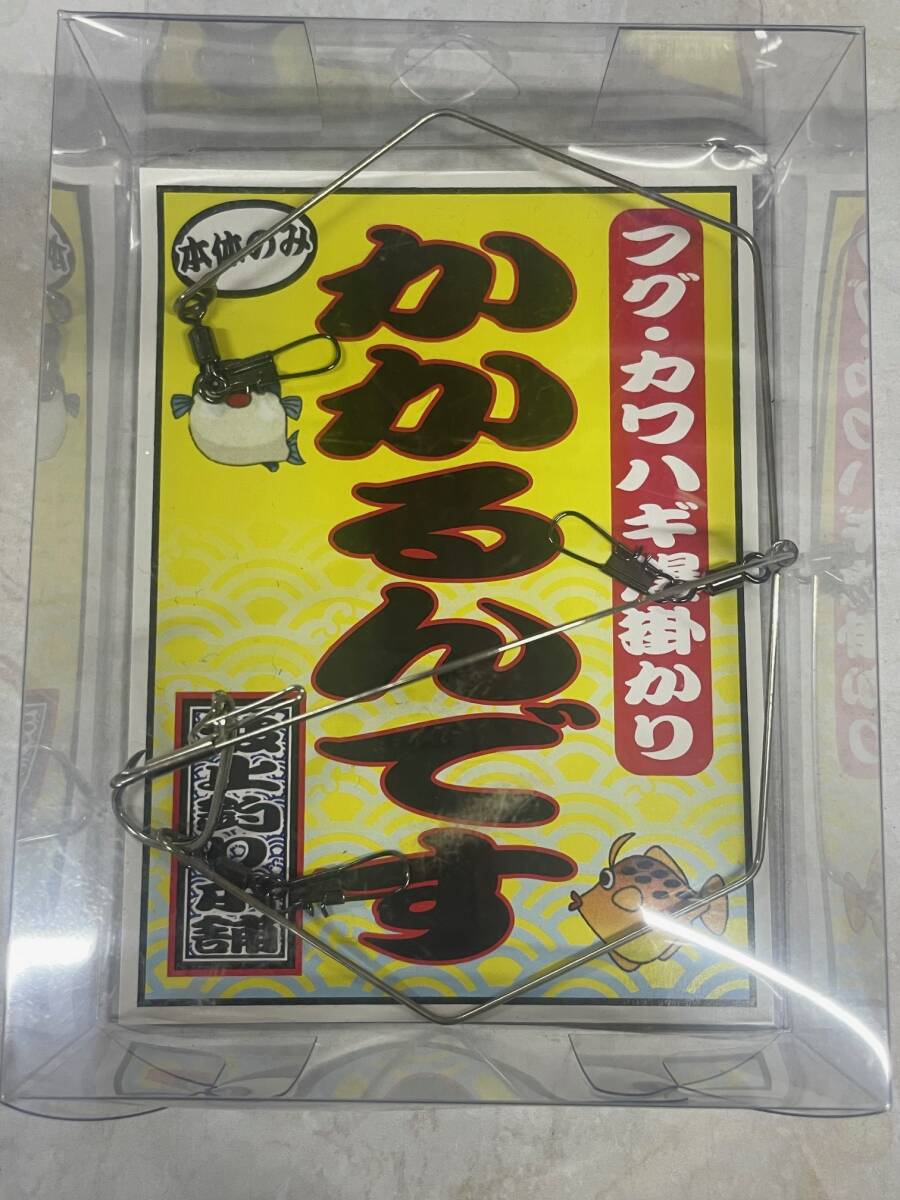 フグ・カワハギ爆掛かり
かかるんです
本体のみ